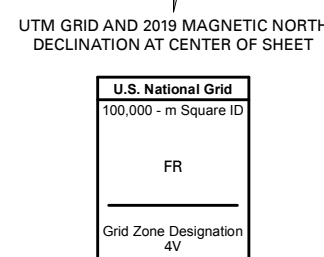 UTM GRID AND 2019 MAGNETIC NORTH
DECLINATION AT CENTER OF SHEET
U.S. National Grid
100,000 - m Square ID
FR
Grid Zone Designation
4V